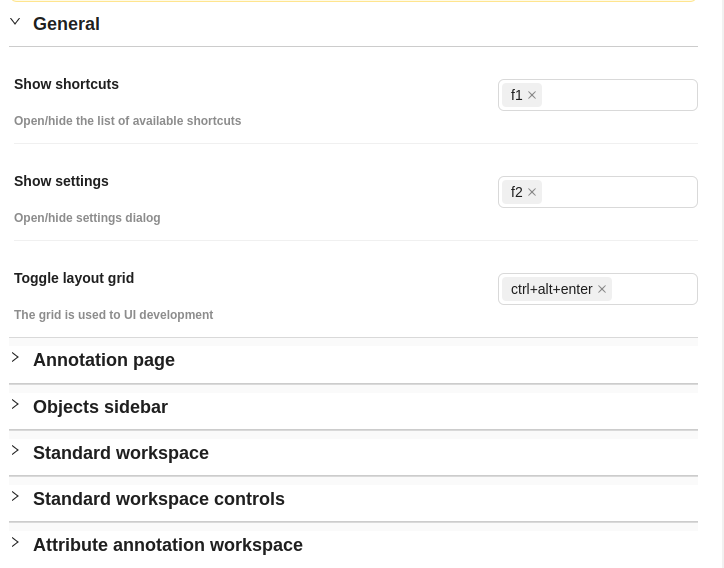 General
Show shortcuts
f1
Open/hide the list of available shortcuts
Show settings
f2
Open/hide settings dialog
Toggle layout grid
ctrl+alt+enter
The grid is used to UI development
Annotation page
Objects sidebar
Standard workspace
Standard workspace controls
Attribute annotation workspace